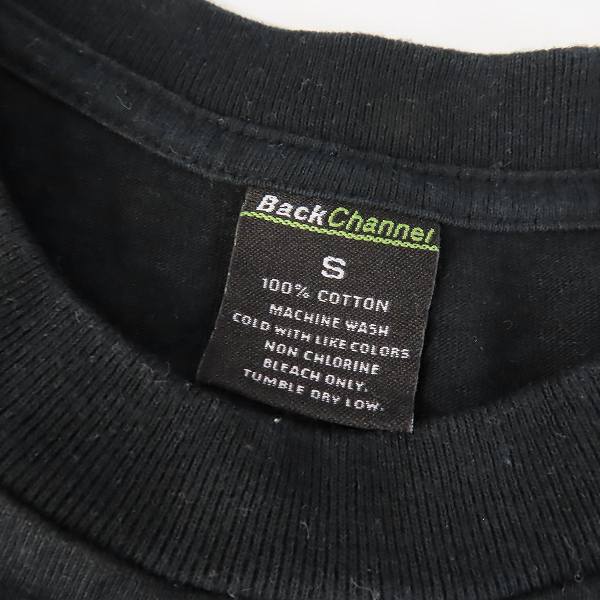 BackChannel
S
100% COTTON
MACHINE WASH
COLD WITH LIKE COLORS
NON CHLORINE
BLEACH ONLY.
TUMBLE DRY LOW.